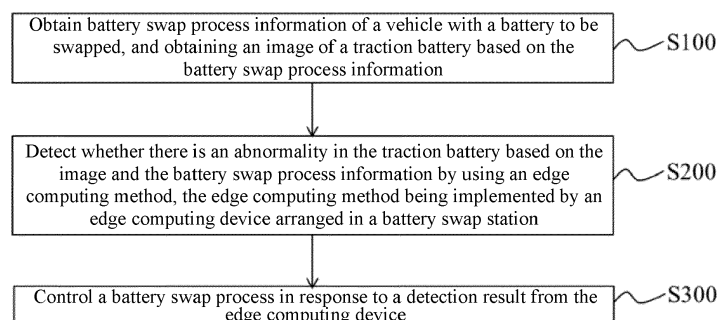 Obtain battery swap process information of a vehicle with a battery to be
swapped, and obtaining an image of a traction battery based on the
battery swap process information
S100
Detect whether there is an abnormality in the traction battery based on the
image and the battery swap process information by using an edge
computing method, the edge computing method being implemented by an
edge computing device arranged in a battery swap station
S200
Control a battery swap process in response to a detection result from the
edge computing device
S300